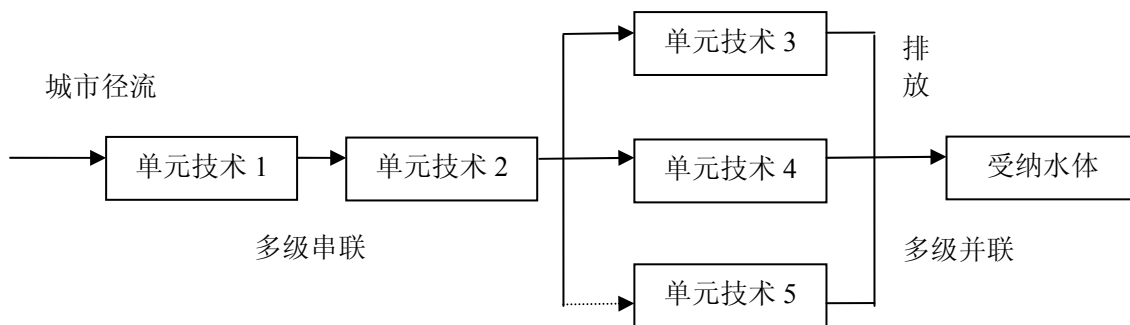 城市径流
单元技术 1
单元技术 2
多级串联
单元技术 3
单元技术 4
单元技术 5
排
放
多级并联
受纳水体